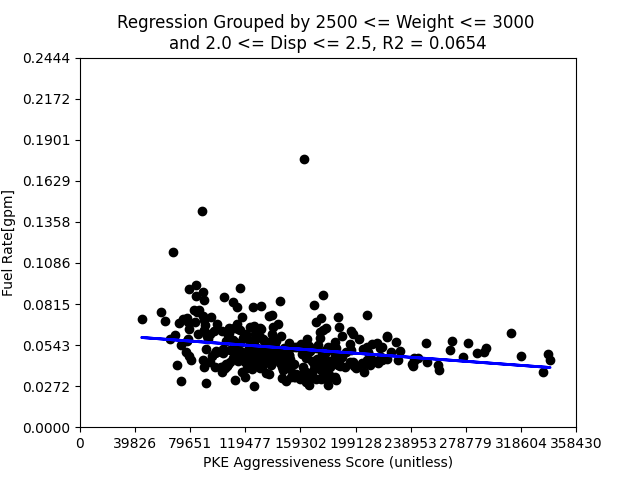 Regression Grouped by 2500 <= Weight <= 3000
and 2.0 <= Disp <= 2.5, R2 = 0.0654
0.2444
0.2172
0.1901
0.1629
0.1358
0.1086
0.0815
0.0543
0.0272
0.0000
Fuel Rate[gpm]
0 39826 79651 119477 159302 199128 238953 278779 318604 358430
PKE Aggressiveness Score (unitless)